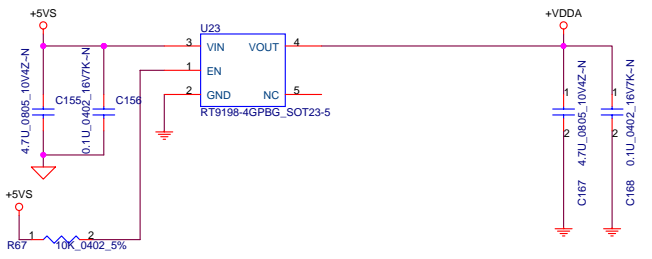 +5VS
+VDDA
U23
3 VIN VOUT 4
1 EN
2 GND NC 5
RT9198-4GPBG_SOT23-5
4.7U_0805_10V4Z~N
C155
0.1U_0402_16V7K~N
C156
1
2
4.7U_0805_10V4Z~N
C167
1
2
0.1U_0402_16V7K~N
C168
+5VS
R67
1
2
10K_0402_5%